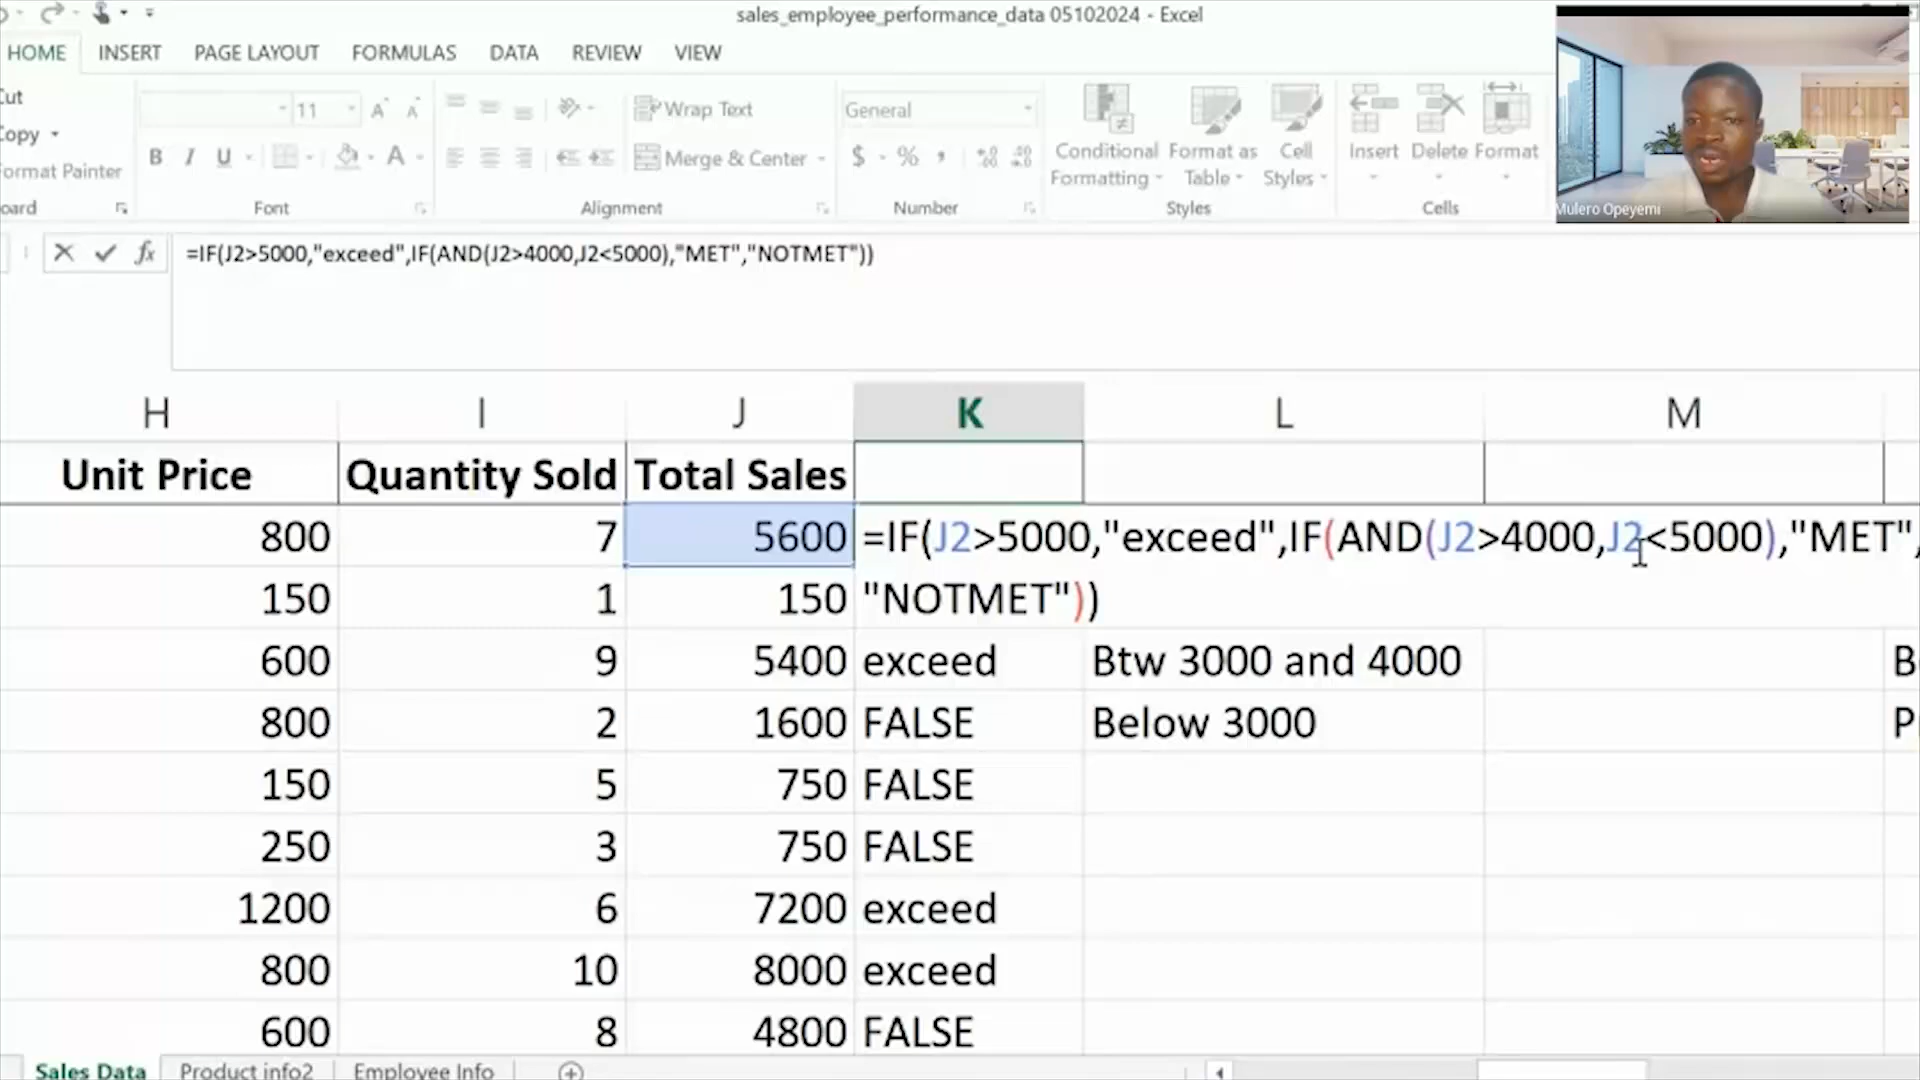 sales_employee_performance_data 05102024 - Excel
HOME INSERT PAGE LAYOUT FORMULAS DATA REVIEW VIEW
Cut
Copy
Format Painter
11
Wrap Text
Merge & Center
General
$ % ,
Conditional Formatting
Format as Table
Cell Styles
Insert Delete Format
Font Alignment Number Styles Cells
Mulero Opeyemi
=IF(J2>5000,"exceed",IF(AND(J2>4000,J2<5000),"MET","NOTMET"))
H I J K L M
Unit Price Quantity Sold Total Sales
800 7 5600 =IF(J2>5000,"exceed",IF(AND(J2>4000,J2<5000),"MET",
150 1 150 "NOTMET"))
600 9 5400 exceed Btw 3000 and 4000 B
800 2 1600 FALSE Below 3000 P
150 5 750 FALSE
250 3 750 FALSE
1200 6 7200 exceed
800 10 8000 exceed
600 8 4800 FALSE
Sales Data Product info2 Employee Info